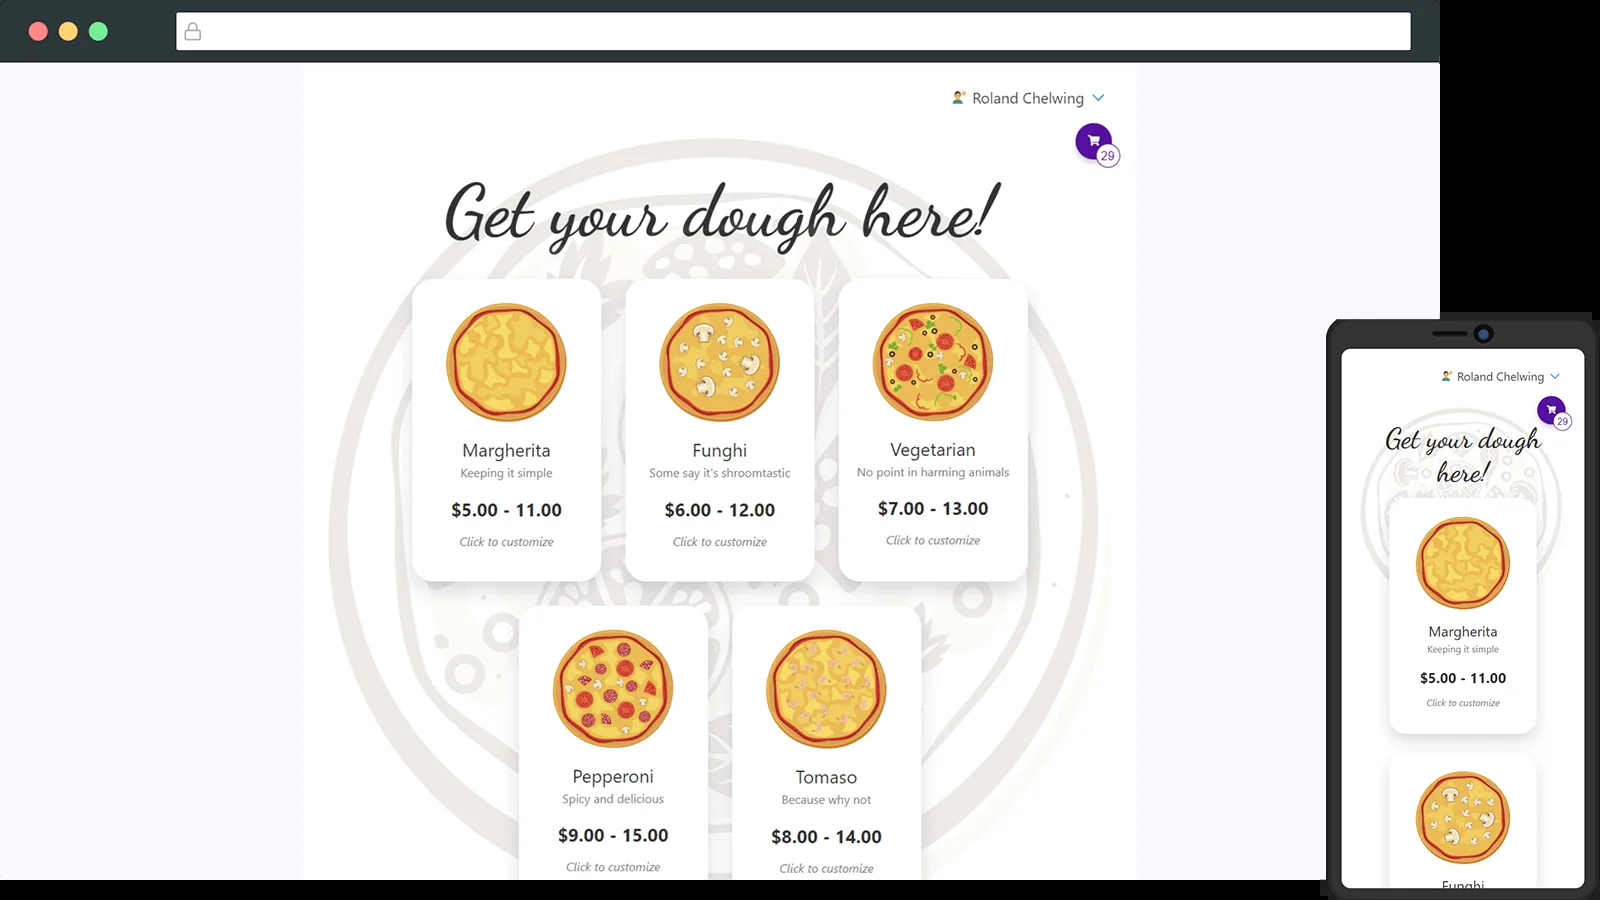 Roland Chelwing
29
Get your dough here!
Margherita
Keeping it simple
$5.00 - 11.00
Click to customize
Funghi
Some say it's shroomtastic
$6.00 - 12.00
Click to customize
Vegetarian
No point in harming animals
$7.00 - 13.00
Click to customize
Pepperoni
Spicy and delicious
$9.00 - 15.00
Click to customize
Tomaso
Because why not
$8.00 - 14.00
Click to customize
Roland Chelwing
29
Get your dough
here!
Margherita
Keeping it simple
$5.00 - 11.00
Click to customize
Funghi